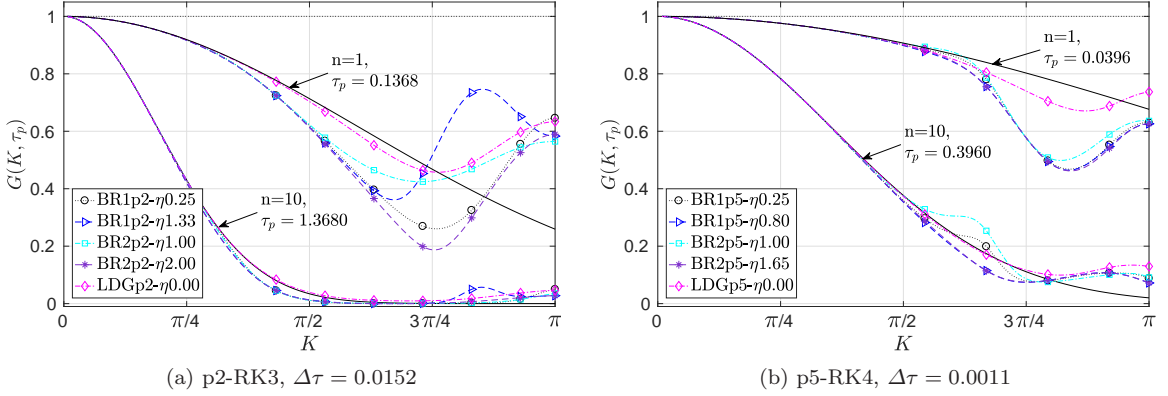 1
0.8
0.6
0.4
0.2
0
G(K, τp)
n=1,
τp = 0.1368
n=10,
τp = 1.3680
BR1p2-η0.25
BR1p2-η1.33
BR2p2-η1.00
BR2p2-η2.00
LDGp2-η0.00
0
π/4
π/2
3π/4
π
K
(a) p2-RK3, Δτ = 0.0152
1
0.8
0.6
0.4
0.2
0
G(K, τp)
n=1,
τp = 0.0396
n=10,
τp = 0.3960
BR1p5-η0.25
BR1p5-η0.80
BR2p5-η1.00
BR2p5-η1.65
LDGp5-η0.00
0
π/4
π/2
3π/4
π
K
(b) p5-RK4, Δτ = 0.0011